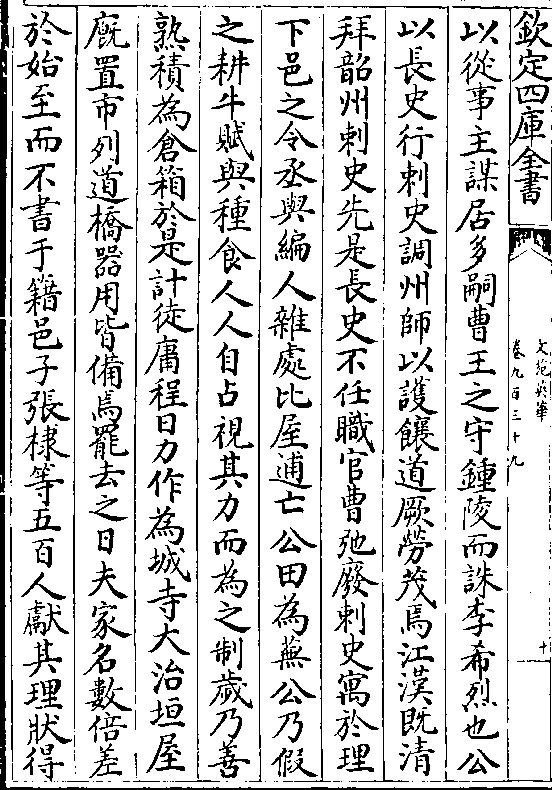 欽定四庫全書
文苑英華
卷九百三十九
十
以從事主謀居多嗣曹王之守鍾陵而誅李希烈也公
以長史行刺史調州師以護饟道厥勞茂焉江漢既清
拜韶州刺史先是長史不任職官曹弛廢刺史寓於理
下邑之令丞與編人雜處比屋逋亡公田為蕪公乃假
之耕牛賦與種食人人自占視其力而為之制歲乃善
熟積為倉箱於是計徒庸程日力作為城寺大治垣屋
廐置市列道橋器用皆備焉罷去之日夫家名數倍差
於始至而不書于籍邑子張棣等五百人獻其理狀得